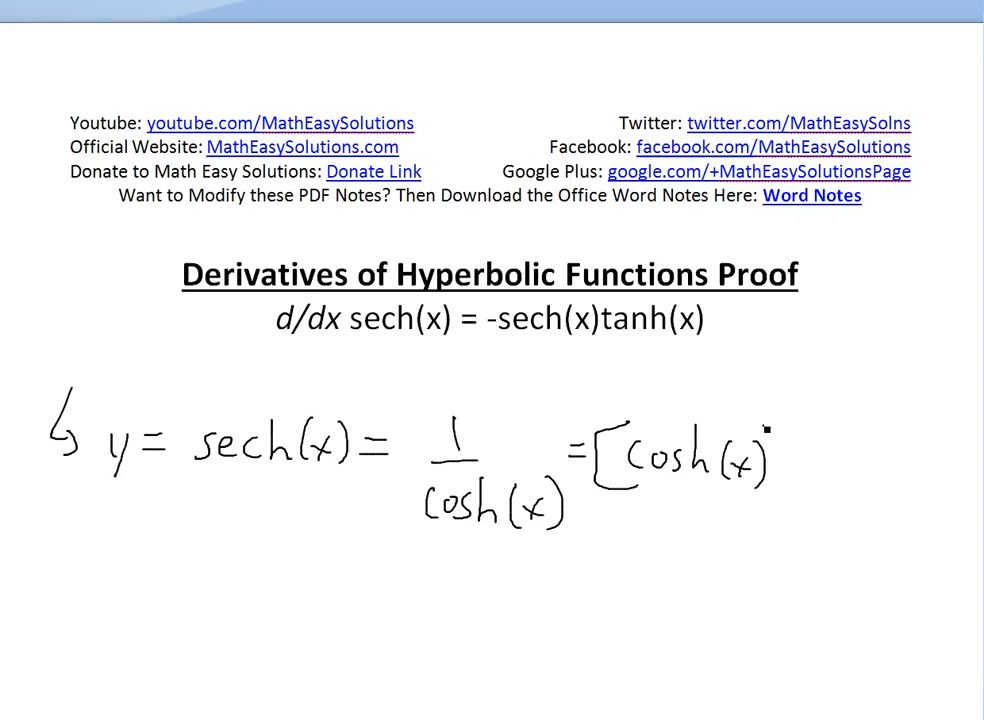 Youtube: youtube.com/MathEasySolutions Twitter: twitter.com/MathEasySolns
Official Website: MathEasySolutions.com Facebook: facebook.com/MathEasySolutions
Donate to Math Easy Solutions: Donate Link Google Plus: google.com/+MathEasySolutionsPage
Want to Modify these PDF Notes? Then Download the Office Word Notes Here: Word Notes
Derivatives of Hyperbolic Functions Proof
d/dx sech(x) = -sech(x)tanh(x)
↳ y = sech(x) = 1/cosh(x) = [cosh(x)